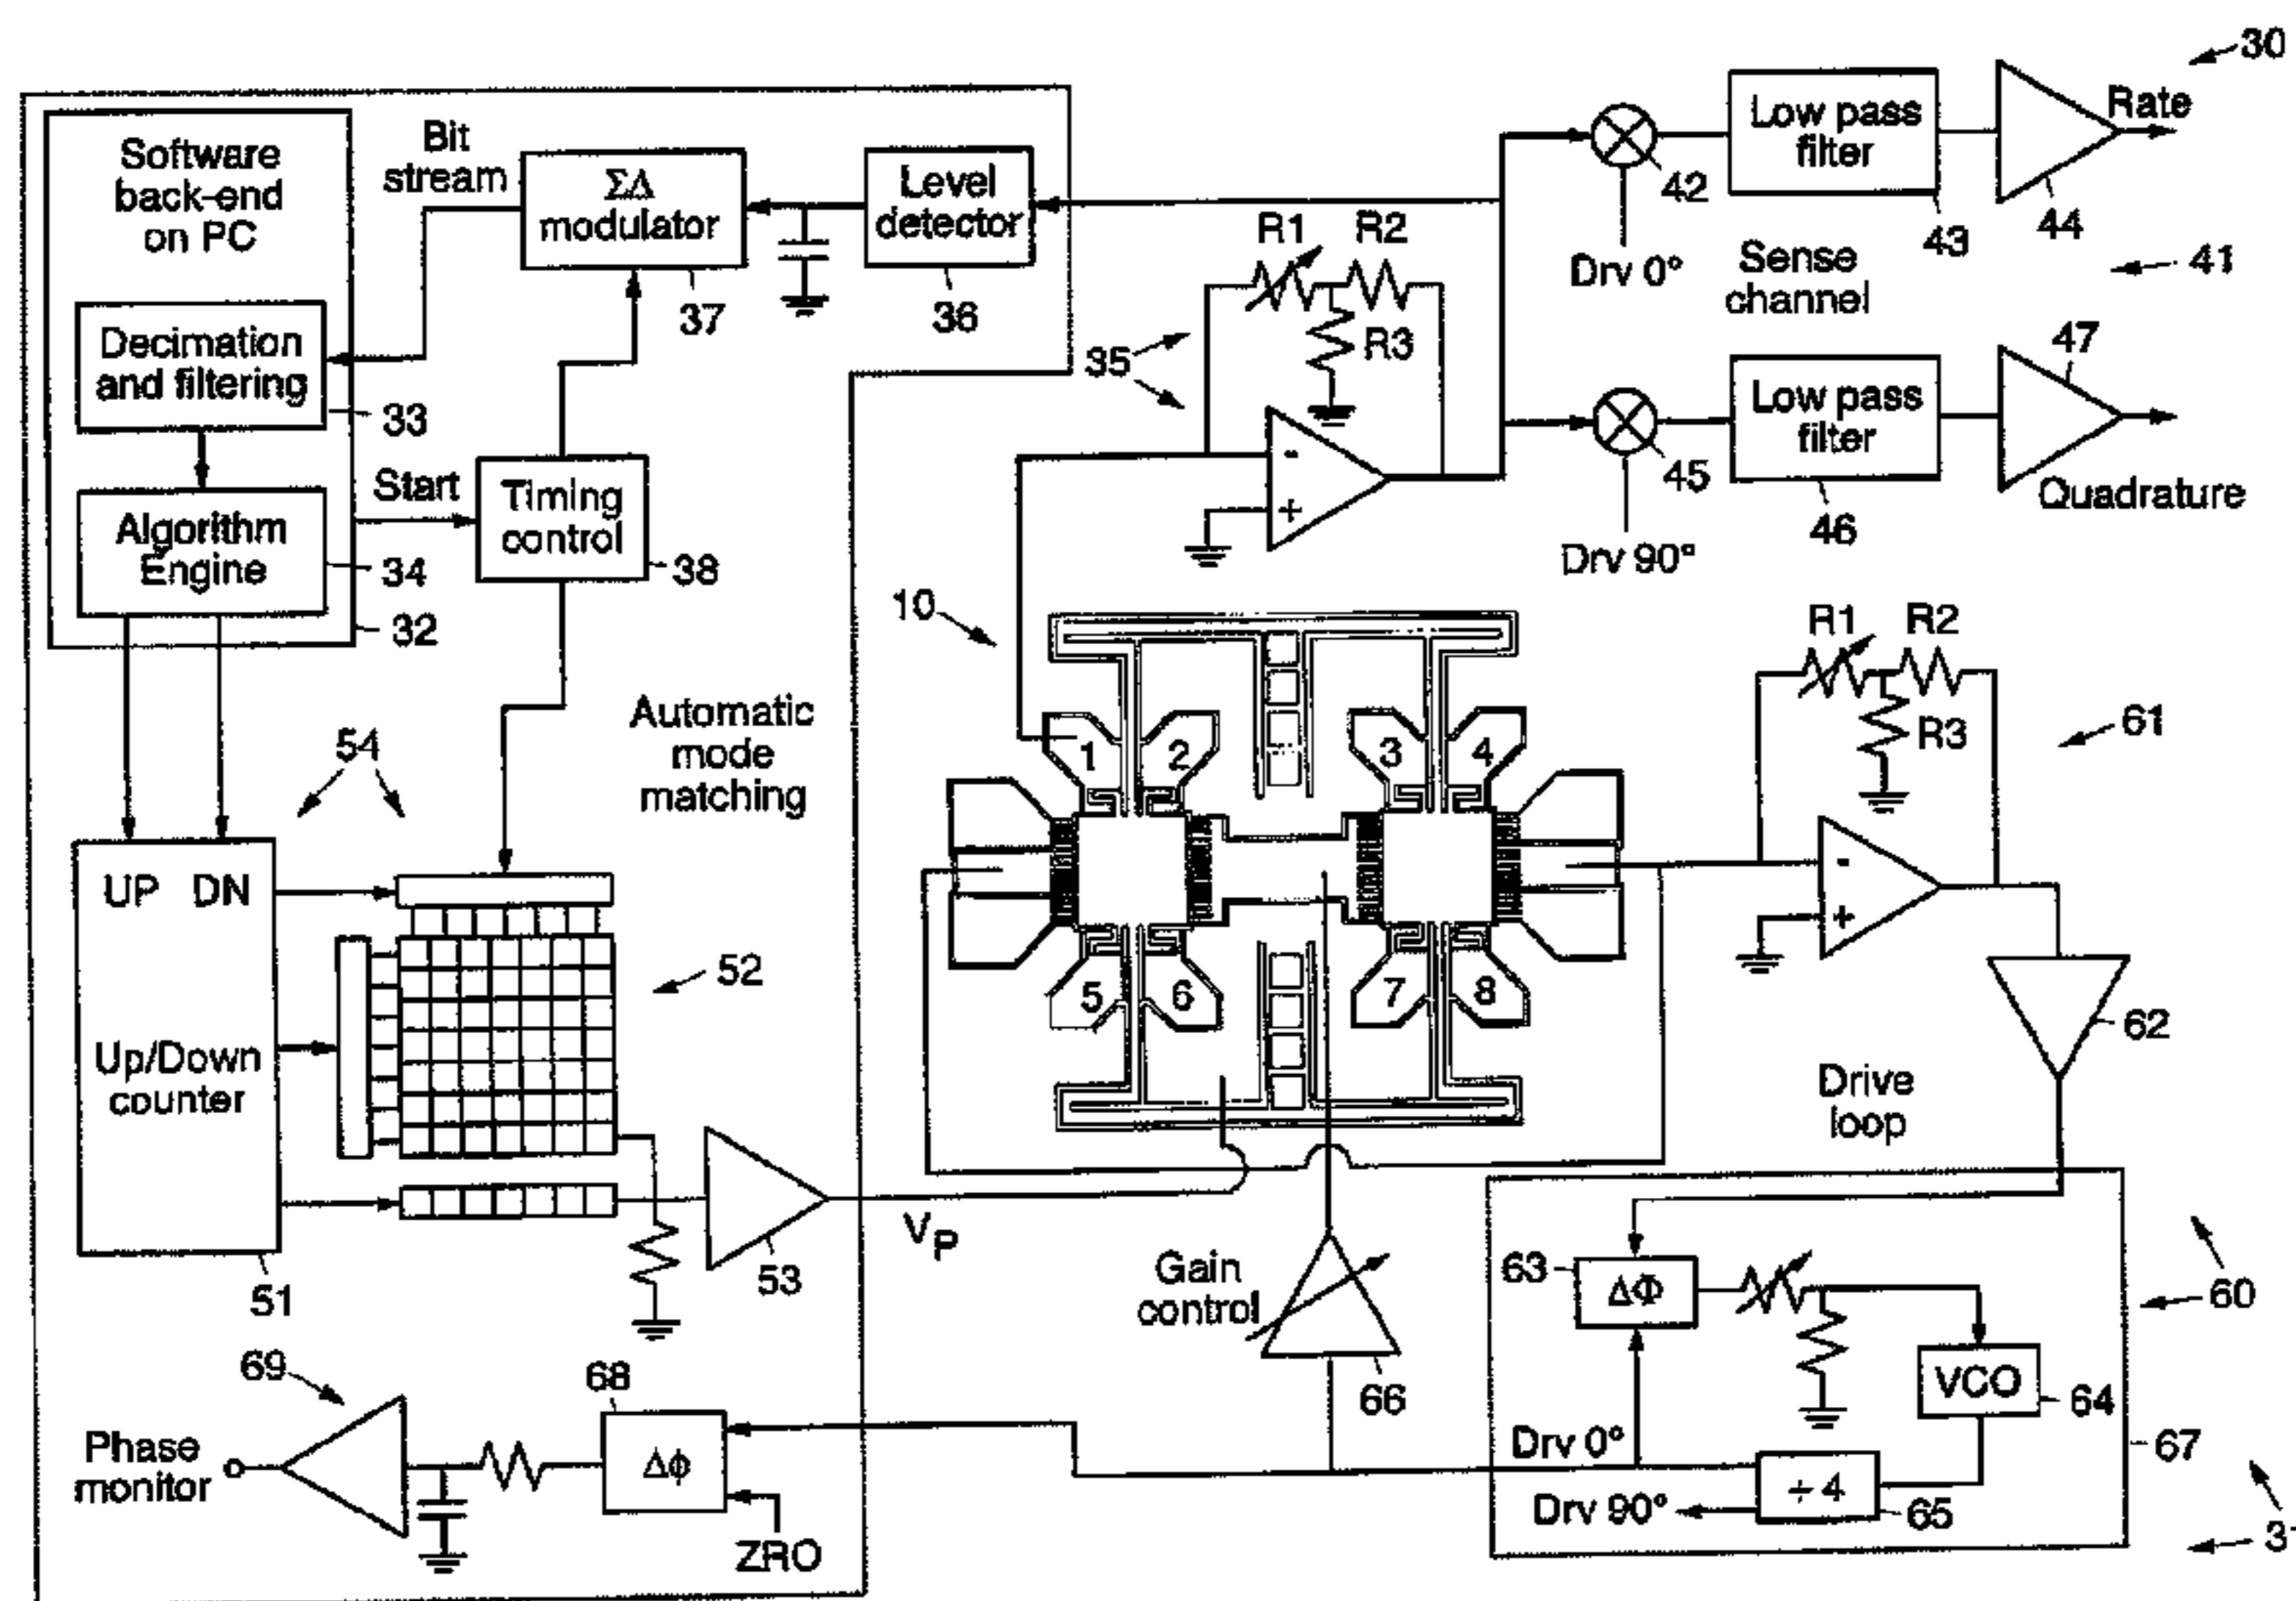 30
Rate
Software
back-end
on PC
Bit
stream
ΣΔ
modulator
Level
detector
Low pass
filter
42
43
44
R1
R2
R3
Drv 0°
Sense
channel
41
37
36
35
Decimation
and filtering
33
47
Low pass
filter
45
46
Quadrature
Drv 90°
Start
Timing
control
38
Algorithm
Engine
34
32
10
R1
R2
R3
61
Automatic
mode
matching
54
1
2
3
4
5
6
7
8
UP DN
52
Up/Down
counter
51
53
VP
62
Drive
loop
Gain
control
66
63
ΔΦ
60
VCO
64
67
Drv 0°
÷ 4
65
Drv 90°
69
68
Δϕ
Phase
monitor
ZRO